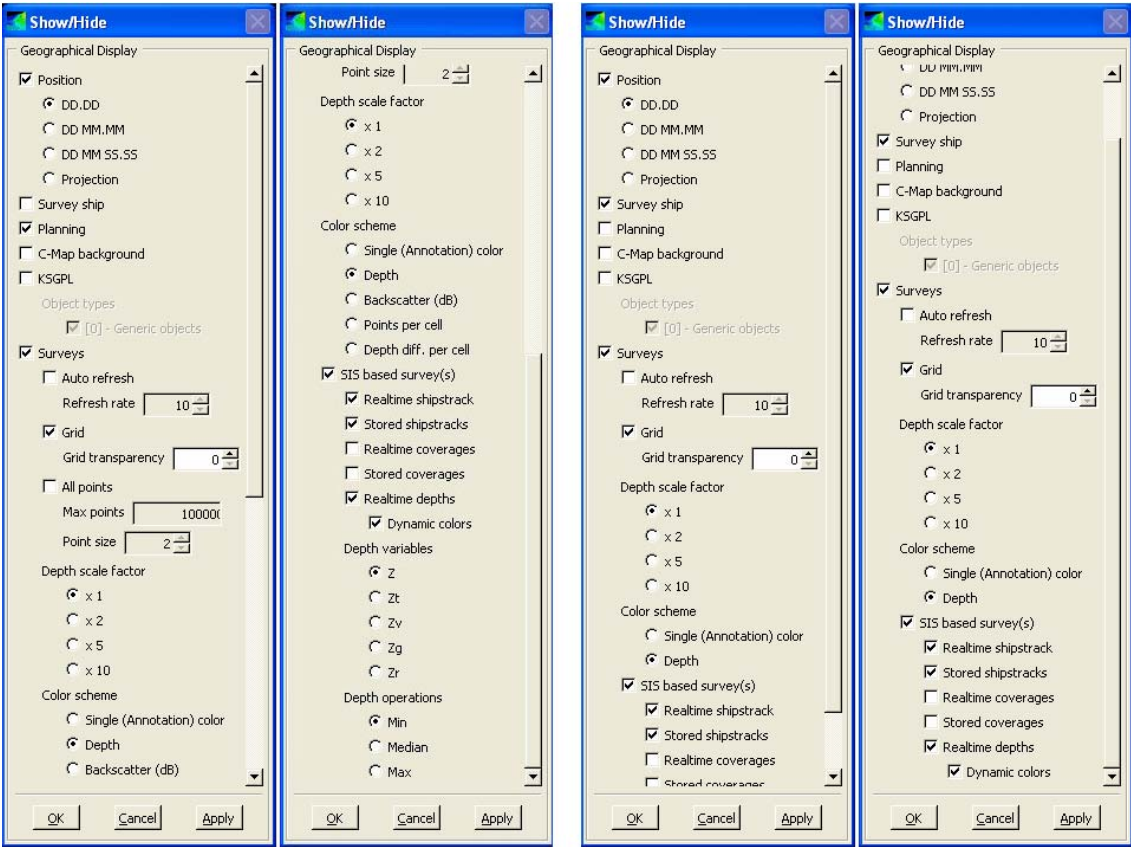 Show/Hide
Geographical Display
Position
DD.DD
DD MM.MM
DD MM SS.SS
Projection
Survey ship
Planning
C-Map background
KSGPL
Object types
[0] - Generic objects
Surveys
Auto refresh
Refresh rate 10
Grid
Grid transparency 0
All points
Max points 100000
Point size 2
Depth scale factor
x 1
x 2
x 5
x 10
Color scheme
Single (Annotation) color
Depth
Backscatter (dB)
OK Cancel Apply
Show/Hide
Geographical Display
Point size 2
Depth scale factor
x 1
x 2
x 5
x 10
Color scheme
Single (Annotation) color
Depth
Backscatter (dB)
Points per cell
Depth diff. per cell
SIS based survey(s)
Realtime shipstrack
Stored shipstracks
Realtime coverages
Stored coverages
Realtime depths
Dynamic colors
Depth variables
Z
Zt
Zv
Zg
Zr
Depth operations
Min
Median
Max
OK Cancel Apply
Show/Hide
Geographical Display
Position
DD.DD
DD MM.MM
DD MM SS.SS
Projection
Survey ship
Planning
C-Map background
KSGPL
Object types
[0] - Generic objects
Surveys
Auto refresh
Refresh rate 10
Grid
Grid transparency 0
Depth scale factor
x 1
x 2
x 5
x 10
Color scheme
Single (Annotation) color
Depth
SIS based survey(s)
Realtime shipstrack
Stored shipstracks
Realtime coverages
Stored coverages
OK Cancel Apply
Show/Hide
Geographical Display
DD MM.MM
DD MM SS.SS
Projection
Survey ship
Planning
C-Map background
KSGPL
Object types
[0] - Generic objects
Surveys
Auto refresh
Refresh rate 10
Grid
Grid transparency 0
Depth scale factor
x 1
x 2
x 5
x 10
Color scheme
Single (Annotation) color
Depth
SIS based survey(s)
Realtime shipstrack
Stored shipstracks
Realtime coverages
Stored coverages
Realtime depths
Dynamic colors
OK Cancel Apply